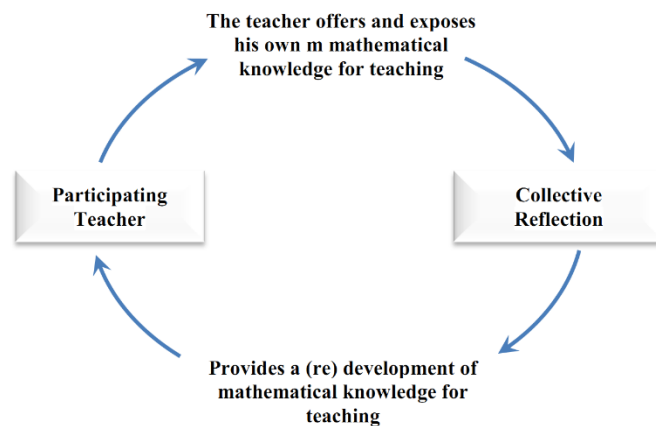 The teacher offers and exposes
his own m mathematical
knowledge for teaching
Participating
Teacher
Collective
Reflection
Provides a (re) development of
mathematical knowledge for
teaching